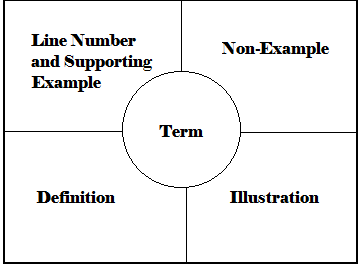 Line Number
and Supporting
Example
Non-Example
Term
Definition
Illustration